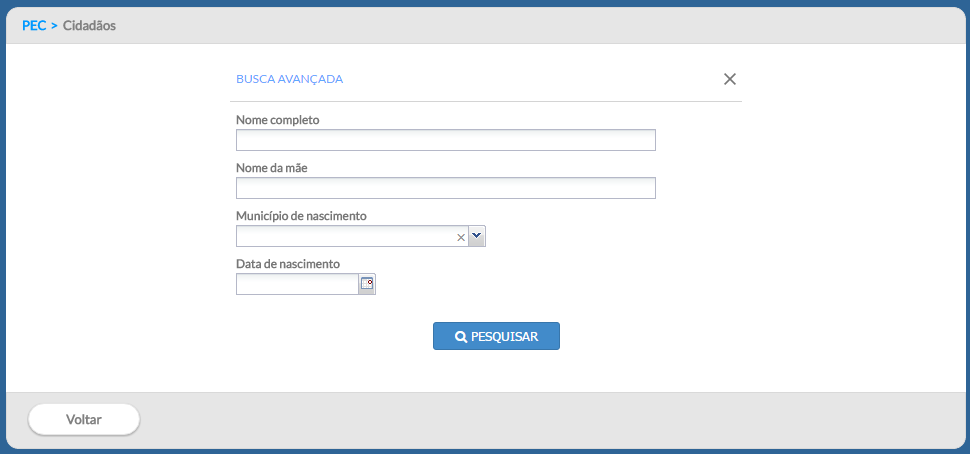 PEC > Cidadãos
BUSCA AVANÇADA
Nome completo
Nome da mãe
Município de nascimento
Data de nascimento
PESQUISAR
Voltar